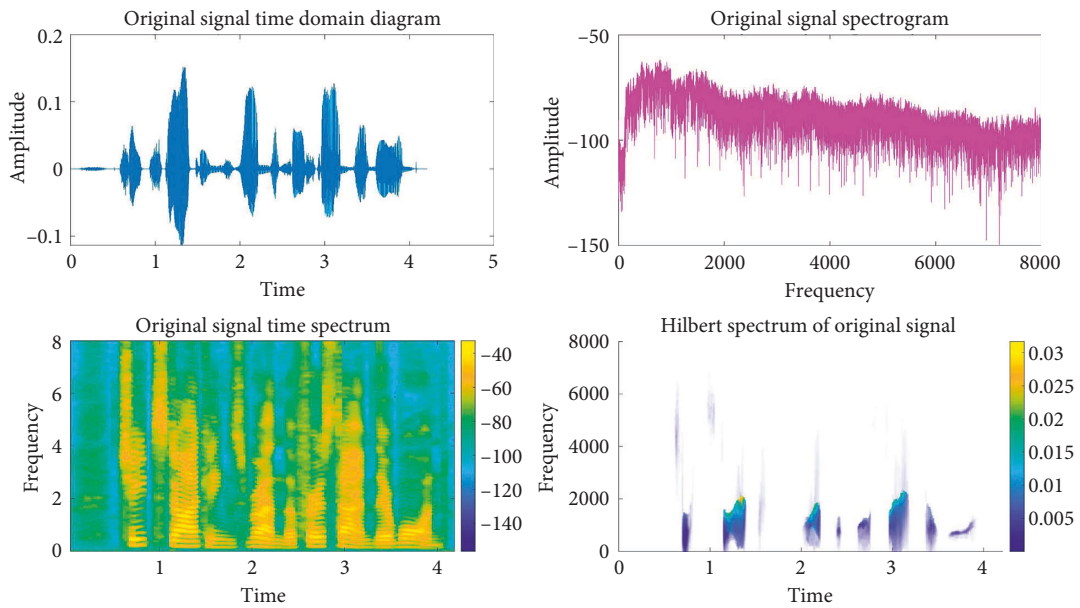 Original signal time domain diagram
0.2
0.1
0
−0.1
Amplitude
0 1 2 3 4 5
Time
Original signal spectrogram
−50
−100
−150
Amplitude
0 2000 4000 6000 8000
Frequency
Original signal time spectrum
8
6
4
2
0
Frequency
1 2 3 4
Time
−40
−60
−80
−100
−120
−140
Hilbert spectrum of original signal
8000
6000
4000
2000
0
Frequency
0 1 2 3 4
Time
0.03
0.025
0.02
0.015
0.01
0.005